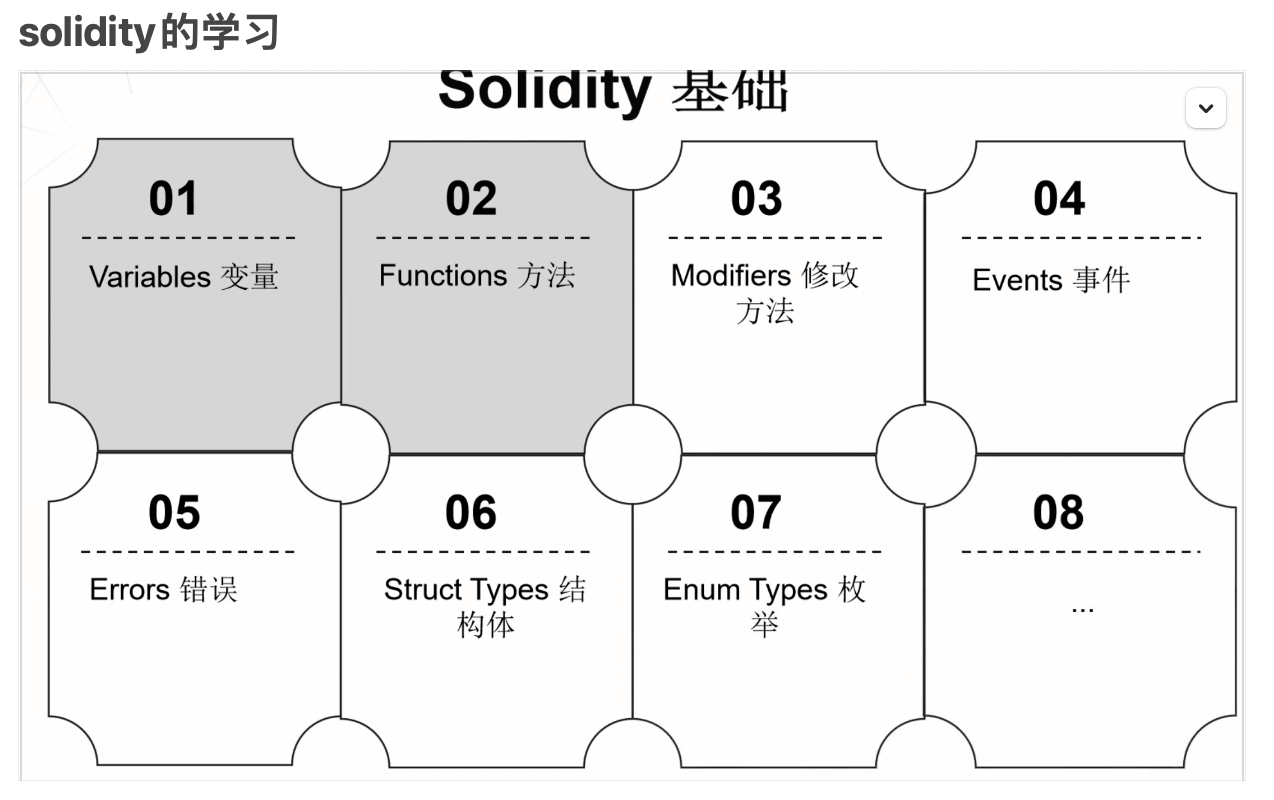 solidity的学习
Solidity 基础
01
02
03
04
Variables 变量
Functions 方法
Modifiers 修改
方法
Events 事件
05
06
07
08
Errors 错误
Struct Types 结
构体
Enum Types 枚
举
...